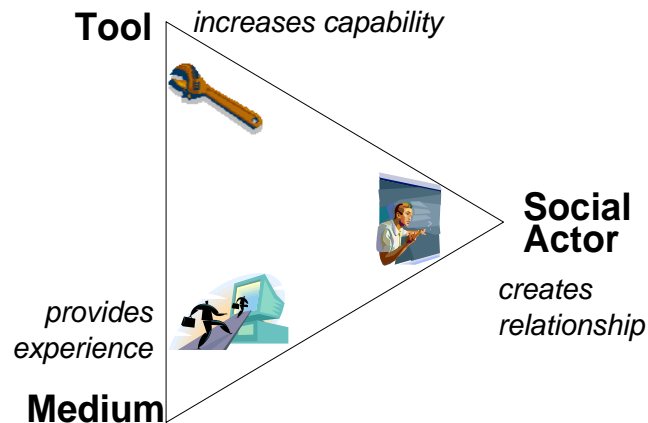 Tool
increases capability
Social
Actor
creates
relationship
provides
experience
Medium